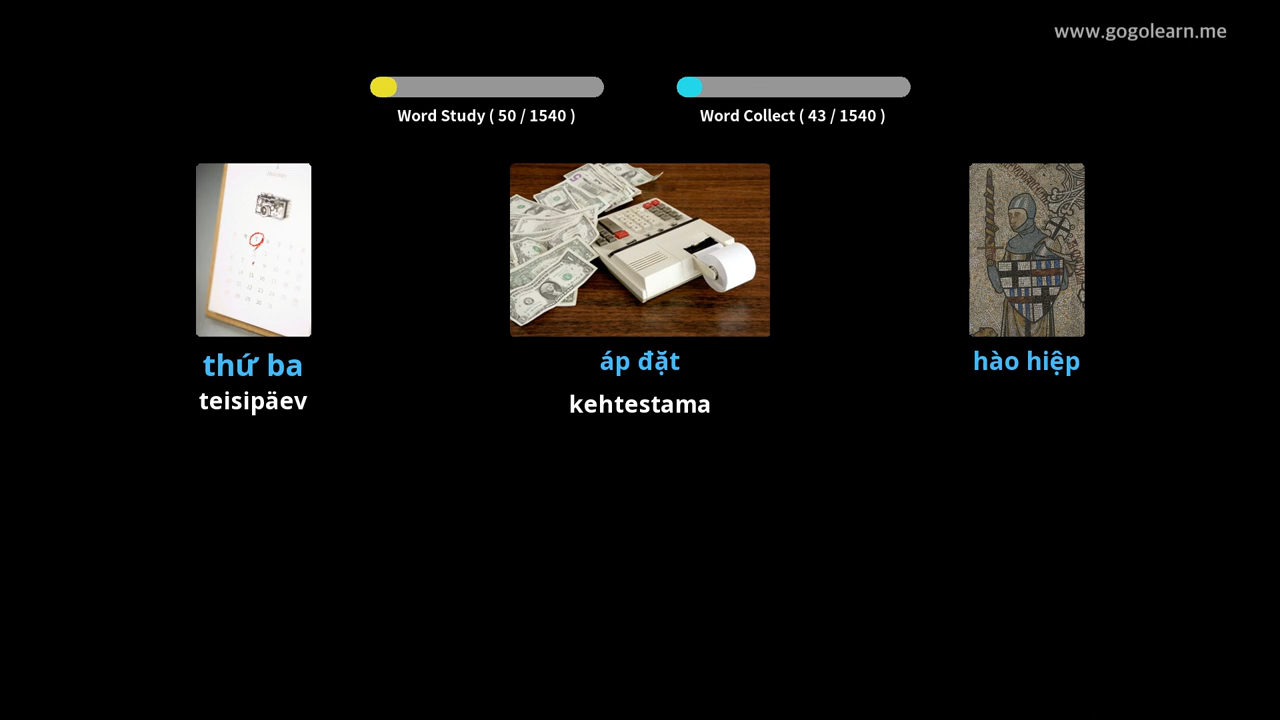 www.gogolearn.me
Word Study ( 50 / 1540 )
Word Collect ( 43 / 1540 )
thứ ba
teisipäev
áp đặt
kehtestama
hào hiệp